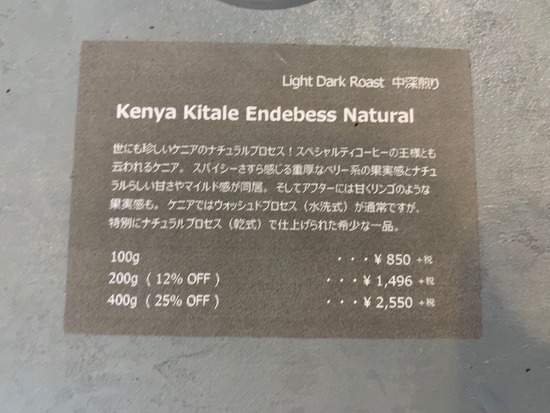 Light Dark Roast 中深煎り
Kenya Kitale Endebess Natural
世にも珍しいケニアのナチュラルプロセス！スペシャルティコーヒーの王様とも
云われるケニア。スパイシーさすら感じる重厚なベリー系の果実感とナチュ
ラルらしい甘さやマイルド感が同居。そしてアフターには甘くリンゴのような
果実感も。ケニアではウォッシュドプロセス（水洗式）が通常ですが、
特別にナチュラルプロセス（乾式）で仕上げられた希少な一品。
100g ・・・¥ 850 +税
200g ( 12% OFF ) ・・・¥ 1,496 +税
400g ( 25% OFF ) ・・・¥ 2,550 +税